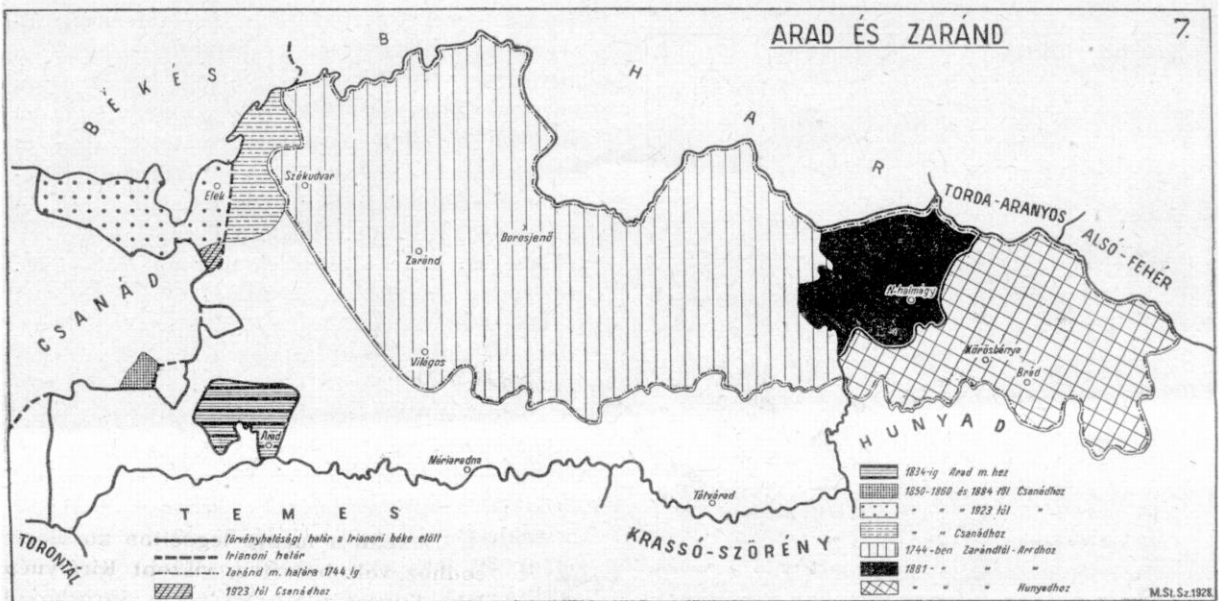 ARAD ÉS ZARÁND
7.
BÉKÉS
BIHAR
CSANÁD
TORDA-ARANYOS
ALSÓ-FEHÉR
HUNYAD
KRASSÓ-SZÖRÉNY
TEMES
TORONTÁL
Elek
Székudvar
Zaránd
Borosjenő
Világos
N-halmágy
Kőrösbánya
Brád
Arad
Máriaradna
Tótvárad
Törvényhatósági határ a trianoni béke előtt
Trianoni határ
Zaránd m. határa 1744 ig
1923 tól Csanádhoz
1834-ig Arad m. hez
1850-1860 és 1884 től Csanádhoz
1923 tól " "
" " Csanádhoz
1744-ben Zarándtól-Aradhoz
1881 - " " "
" - " " Hunyadhoz
M.St.Sz.1928.